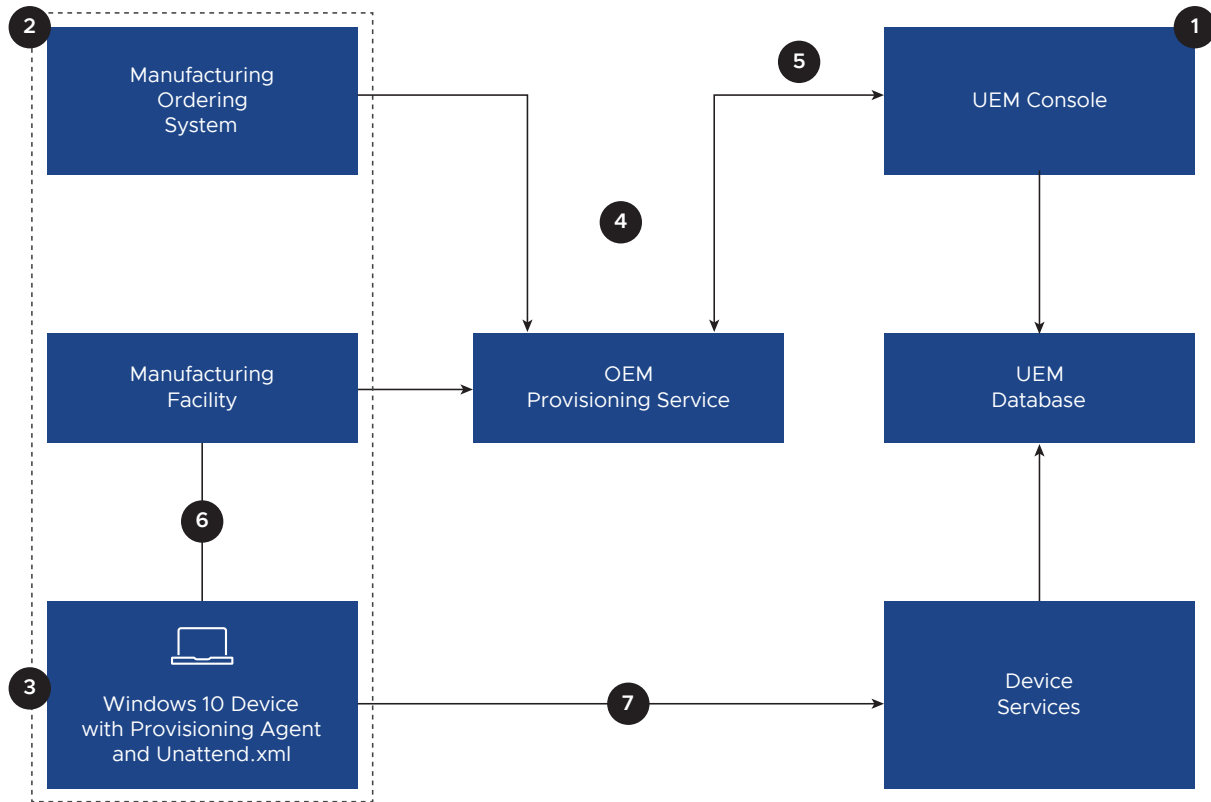 2
Manufacturing
Ordering
System
5
1
UEM Console
4
Manufacturing
Facility
OEM
Provisioning Service
UEM
Database
6
3
Windows 10 Device
with Provisioning Agent
and Unattend.xml
7
Device
Services